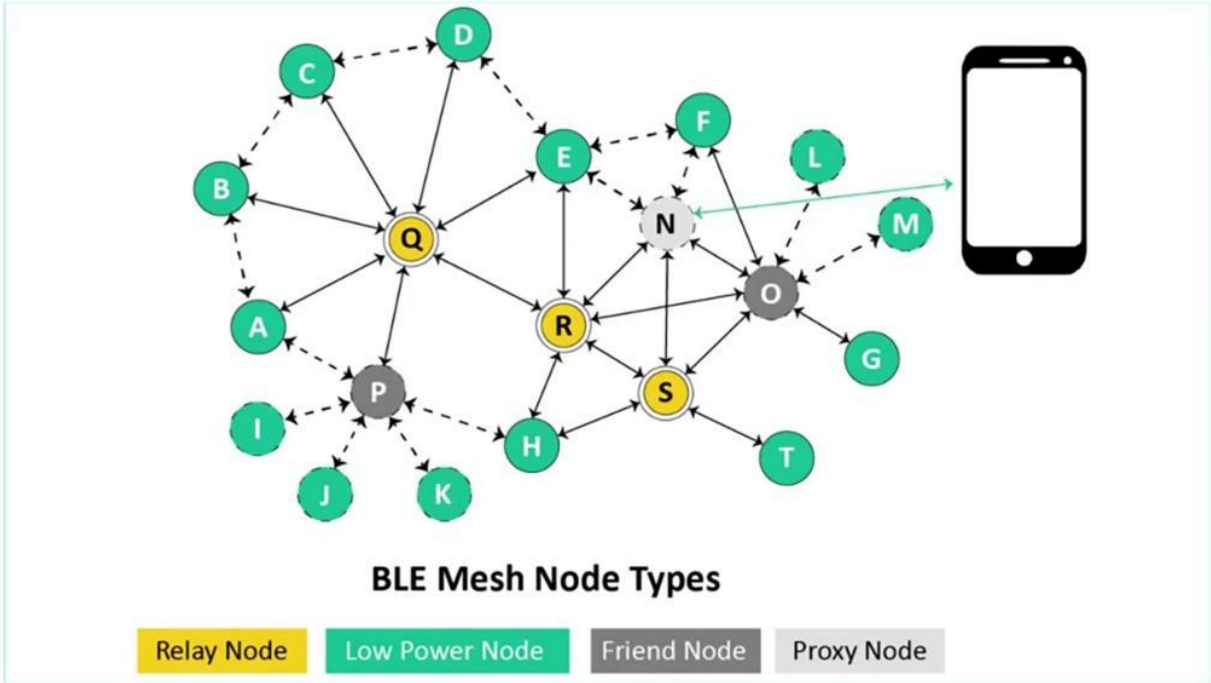 D
C
F
E
L
B
N
M
Q
O
A
R
G
P
S
I
H
T
J
K
BLE Mesh Node Types
Relay Node
Low Power Node
Friend Node
Proxy Node